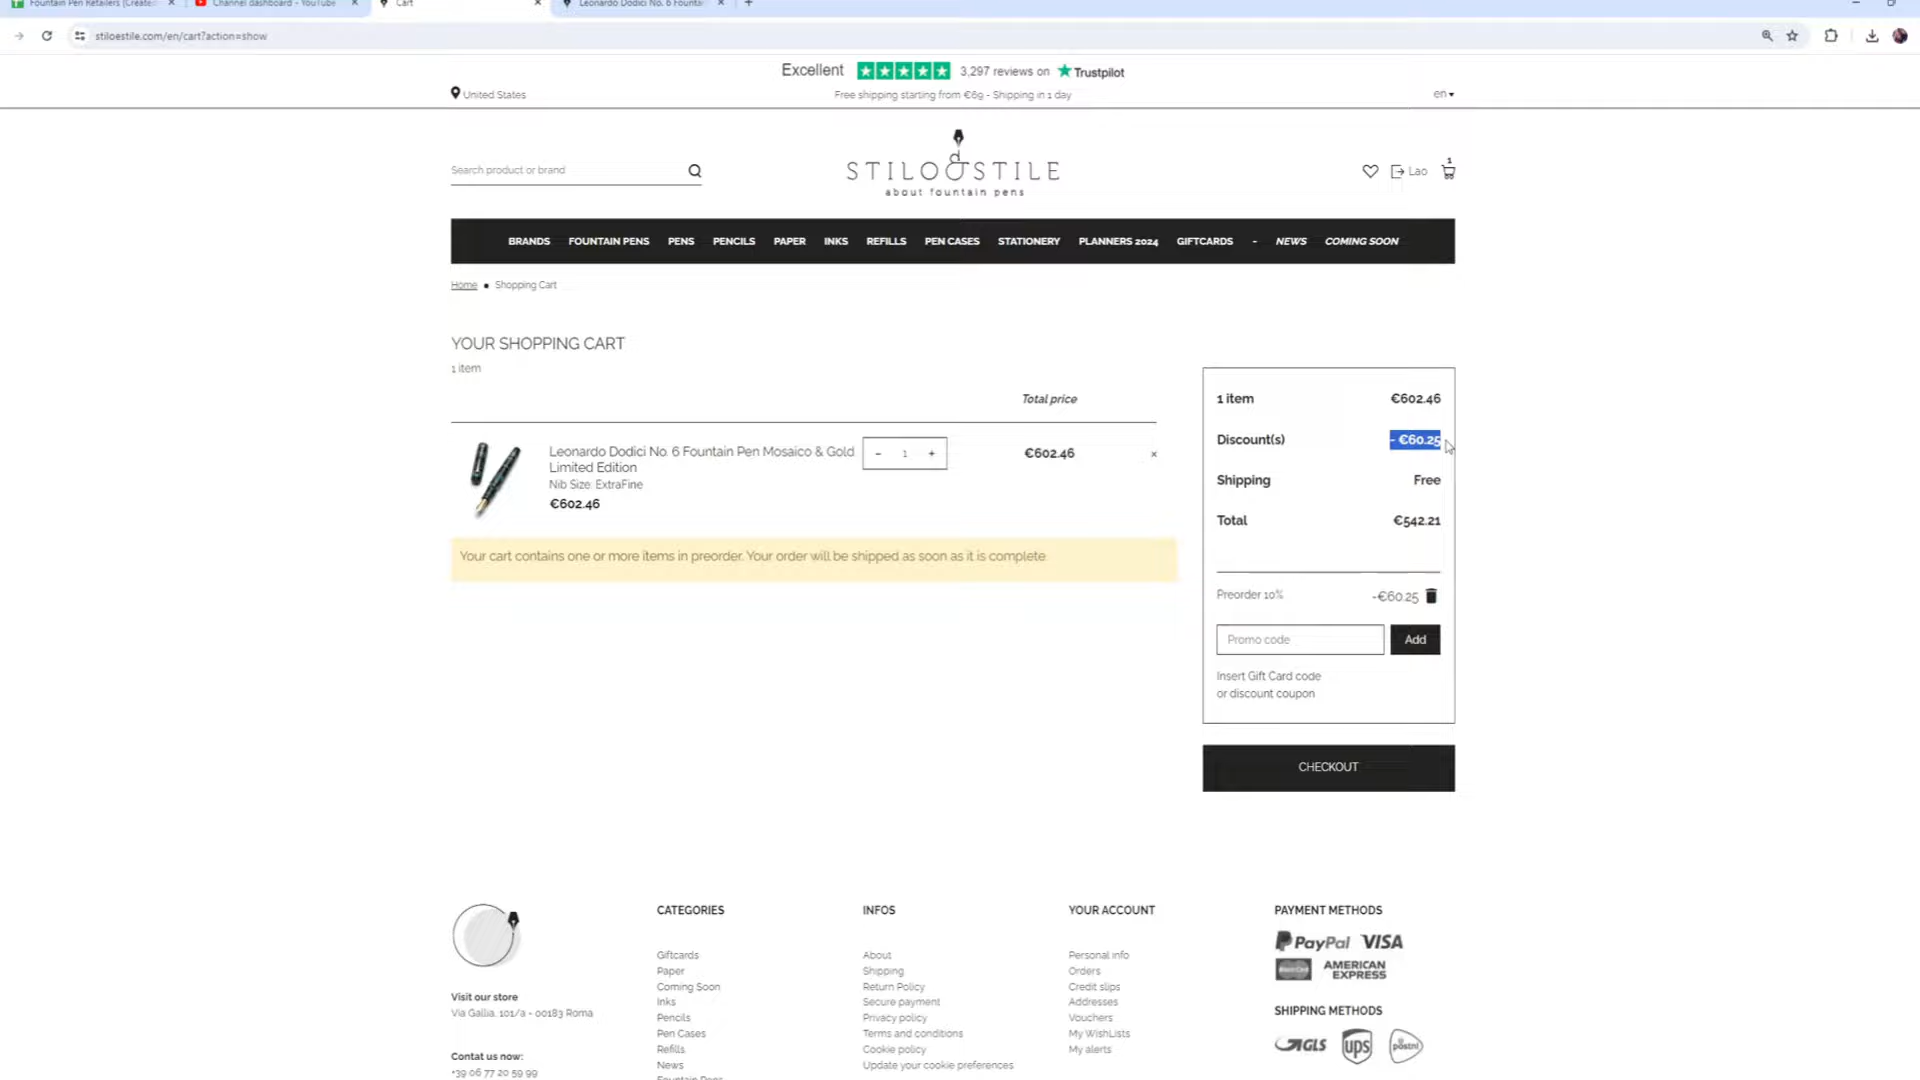 Fountain Pen Retailers (Create
Channel dashboard - YouTube
Cart
Leonardo Dodici No. 6 Founta
stiloestile.com/en/cart?action=show
Excellent 3,297 reviews on Trustpilot
United States
Free shipping starting from €69 - Shipping in 1 day
en
Search product or brand
STILO&STILE
about fountain pens
Lao
1
BRANDS FOUNTAIN PENS PENS PENCILS PAPER INKS REFILLS PEN CASES STATIONERY PLANNERS 2024 GIFTCARDS - NEWS COMING SOON
Home Shopping Cart
YOUR SHOPPING CART
1 item
Total price
Leonardo Dodici No. 6 Fountain Pen Mosaico & Gold
Limited Edition
Nib Size: ExtraFine
€602.46
- 1 +
€602.46
×
Your cart contains one or more items in preorder. Your order will be shipped as soon as it is complete.
1 item €602.46
Discount(s) - €60.25
Shipping Free
Total €542.21
Preorder 10% -€60.25
Promo code Add
Insert Gift Card code
or discount coupon
CHECKOUT
Visit our store
Via Gallia, 101/a - 00183 Roma
Contat us now:
+39 06 77 20 59 99
CATEGORIES
Giftcards
Paper
Coming Soon
Inks
Pencils
Pen Cases
Refills
News
Fountain Pens
INFOS
About
Shipping
Return Policy
Secure payment
Privacy policy
Terms and conditions
Cookie policy
Update your cookie preferences
YOUR ACCOUNT
Personal info
Orders
Credit slips
Addresses
Vouchers
My WishLists
My alerts
PAYMENT METHODS
PayPal VISA
AMERICAN
EXPRESS
SHIPPING METHODS
GLS ups postnl